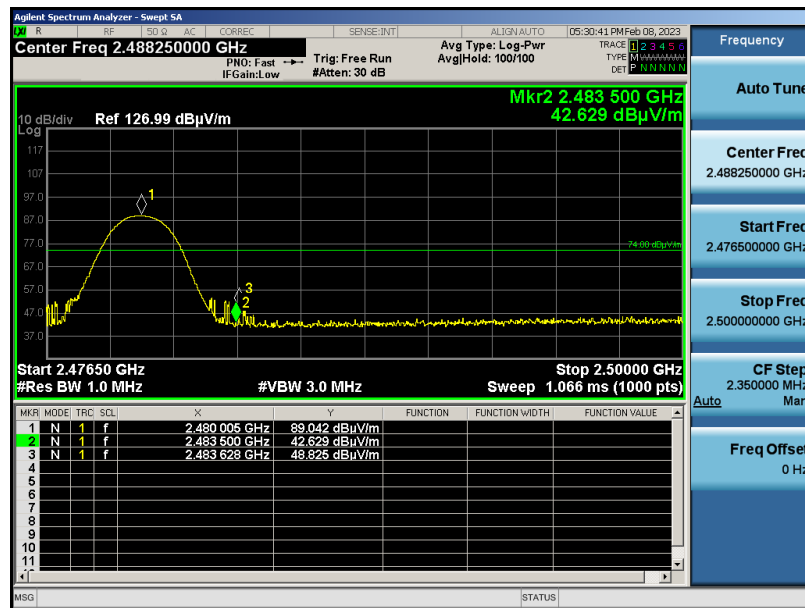 Agilent Spectrum Analyzer - Swept SA
LXI R RF 50 Ω AC CORREC SENSE:INT ALIGN AUTO 05:30:41 PM Feb 08, 2023
Center Freq 2.488250000 GHz
PNO: Fast
IFGain:Low
Trig: Free Run
#Atten: 30 dB
Avg Type: Log-Pwr
Avg|Hold: 100/100
TRACE 1 2 3 4 5 6
TYPE M
DET P N N N N N
Mkr2 2.483 500 GHz
42.629 dBµV/m
10 dB/div Ref 126.99 dBµV/m
Log
117
107
97.0
87.0
77.0
67.0
57.0
47.0
37.0
1
74.00 dBµV/m
3
2
Start 2.47650 GHz Stop 2.50000 GHz
#Res BW 1.0 MHz #VBW 3.0 MHz Sweep 1.066 ms (1000 pts)
MKR MODE TRC SCL X Y FUNCTION FUNCTION WIDTH FUNCTION VALUE
1 N 1 f 2.480 005 GHz 89.042 dBµV/m
2 N 1 f 2.483 500 GHz 42.629 dBµV/m
3 N 1 f 2.483 628 GHz 48.825 dBµV/m
4
5
6
7
8
9
10
11
MSG STATUS
Frequency
Auto Tune
Center Freq
2.488250000 GHz
Start Freq
2.476500000 GHz
Stop Freq
2.500000000 GHz
CF Step
2.350000 MHz
Auto Man
Freq Offset
0 Hz